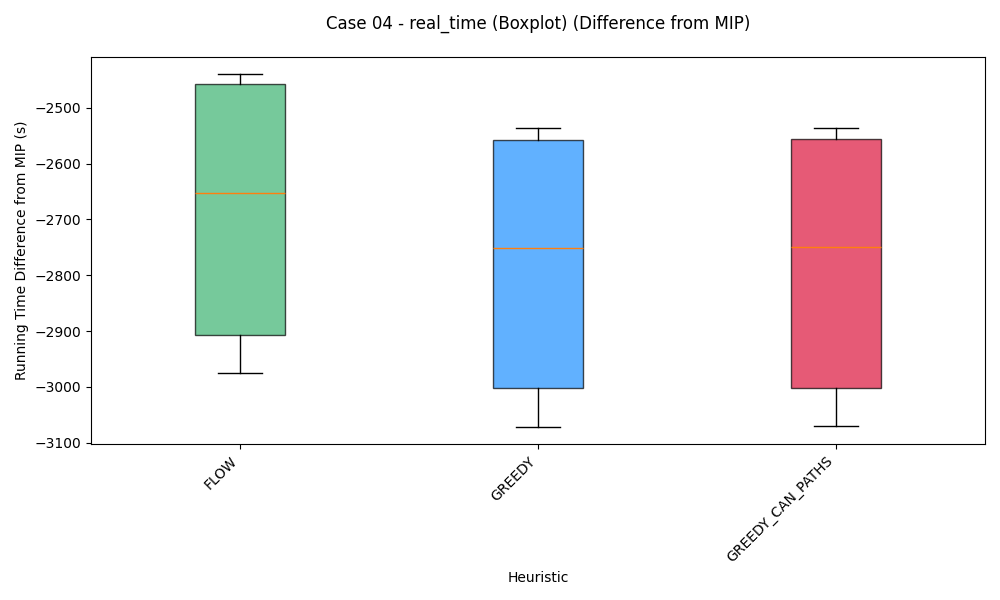 Case 04 - real_time (Boxplot) (Difference from MIP)
Running Time Difference from MIP (s)
−2500
−2600
−2700
−2800
−2900
−3000
−3100
FLOW
GREEDY
GREEDY_CAN_PATHS
Heuristic